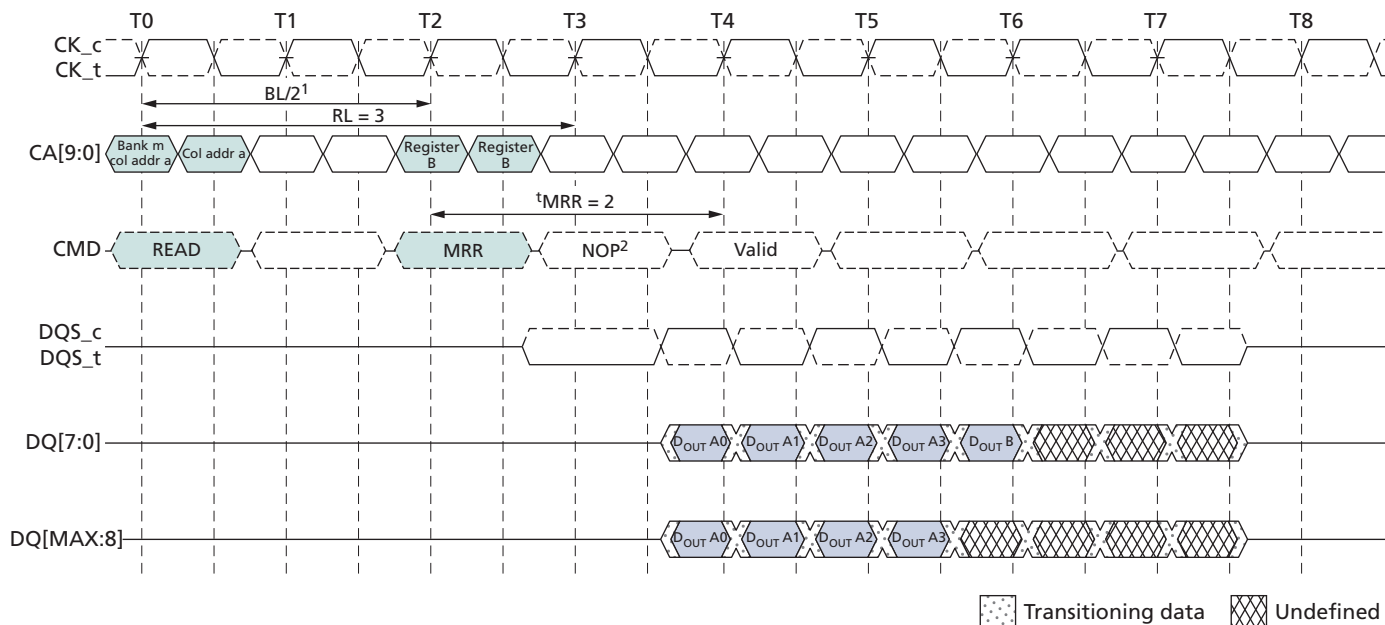 T0 T1 T2 T3 T4 T5 T6 T7 T8
CK_c
CK_t
BL/2¹
RL = 3
CA[9:0] Bank m col addr a Col addr a Register B Register B
ᵗMRR = 2
CMD READ MRR NOP² Valid
DQS_c
DQS_t
DQ[7:0] DOUT A0 DOUT A1 DOUT A2 DOUT A3 DOUT B
DQ[MAX:8] DOUT A0 DOUT A1 DOUT A2 DOUT A3
Transitioning data Undefined